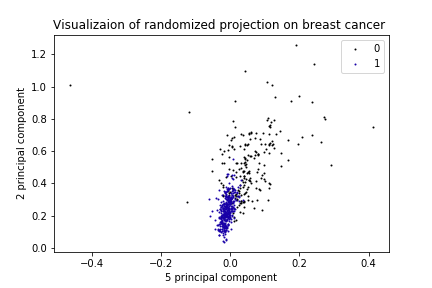 Visualizaion of randomized projection on breast cancer
0
1
1.2
1.0
0.8
0.6
0.4
0.2
0.0
2 principal component
−0.4 −0.2 0.0 0.2 0.4
5 principal component